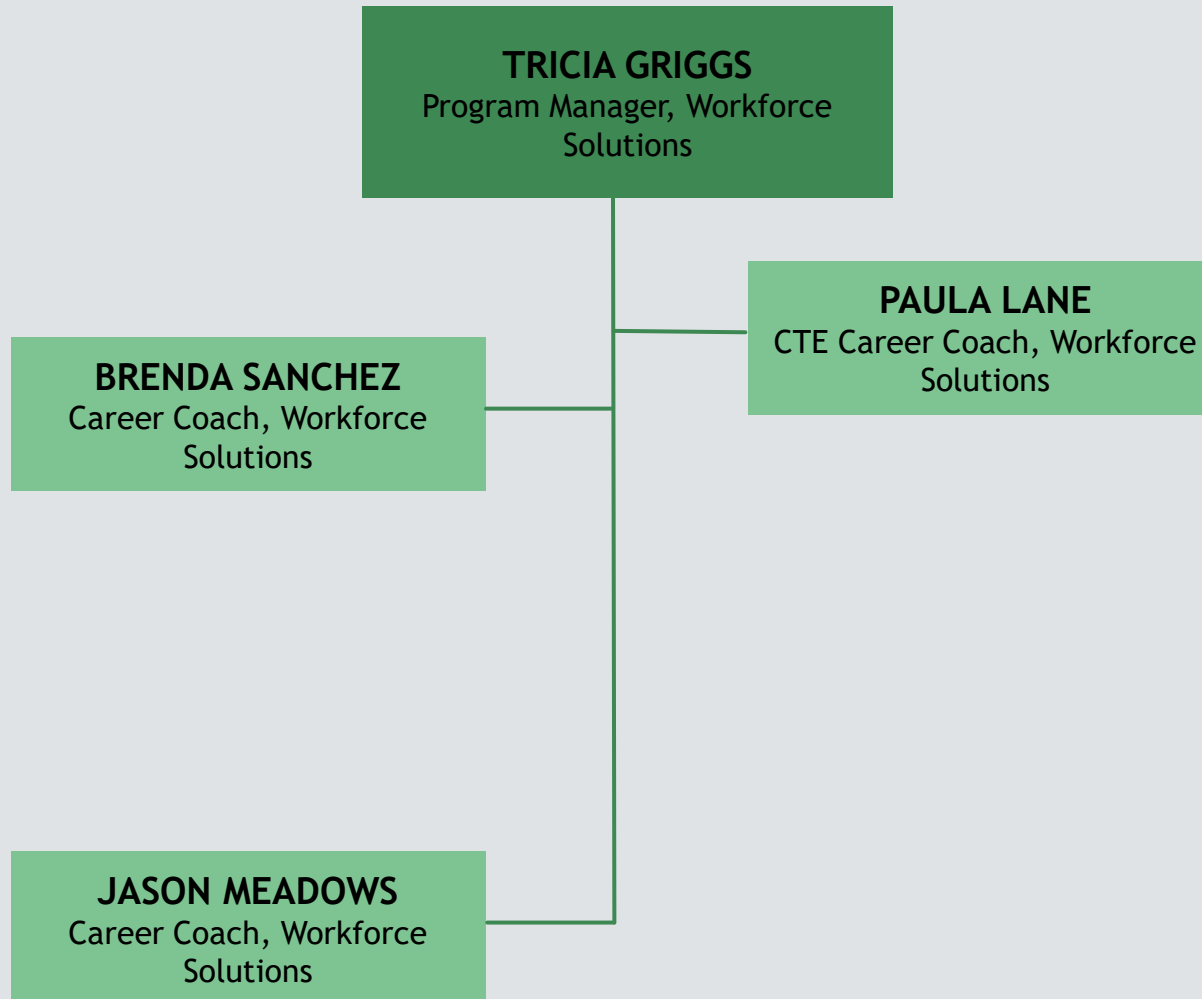 TRICIA GRIGGS
Program Manager, Workforce
Solutions
PAULA LANE
CTE Career Coach, Workforce
Solutions
BRENDA SANCHEZ
Career Coach, Workforce
Solutions
JASON MEADOWS
Career Coach, Workforce
Solutions